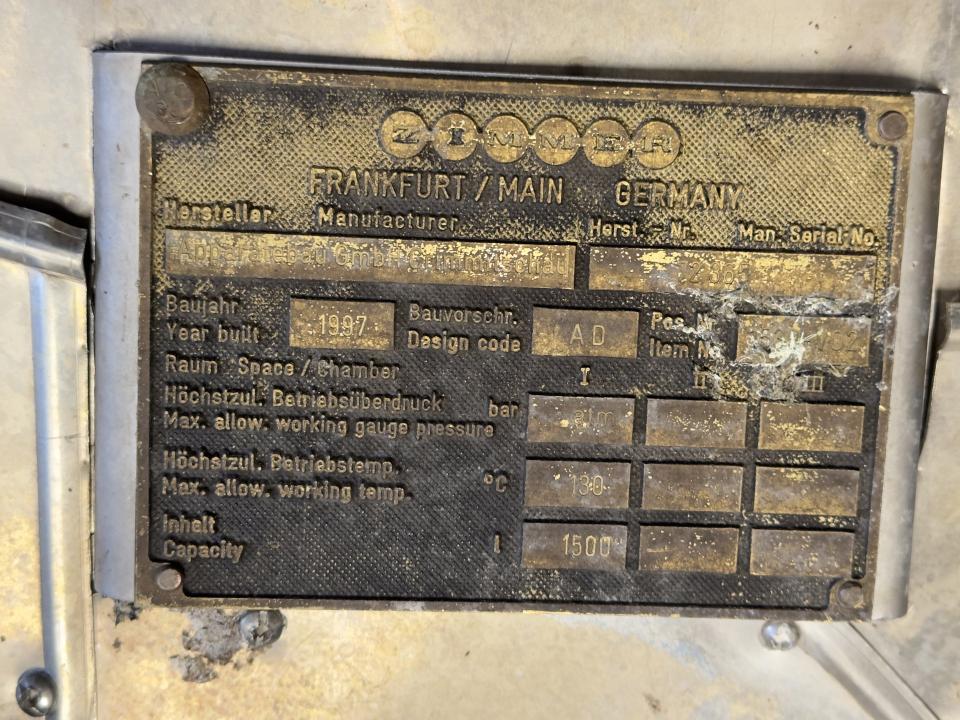 ZIMMER
FRANKFURT / MAIN GERMANY
Hersteller Manufacturer Herst. - Nr. Man. Serial-No.
Apparatebau GmbH
Baujahr
Year built 1997
Bauvorschr.
Design code AD
Pos. Nr.
Item No.
Raum Space / Chamber I II III
Höchstzul. Betriebsüberdruck bar
Max. allow. working gauge pressure atm
Höchstzul. Betriebstemp. °C
Max. allow. working temp. 130
Inhalt
Capacity l 1500